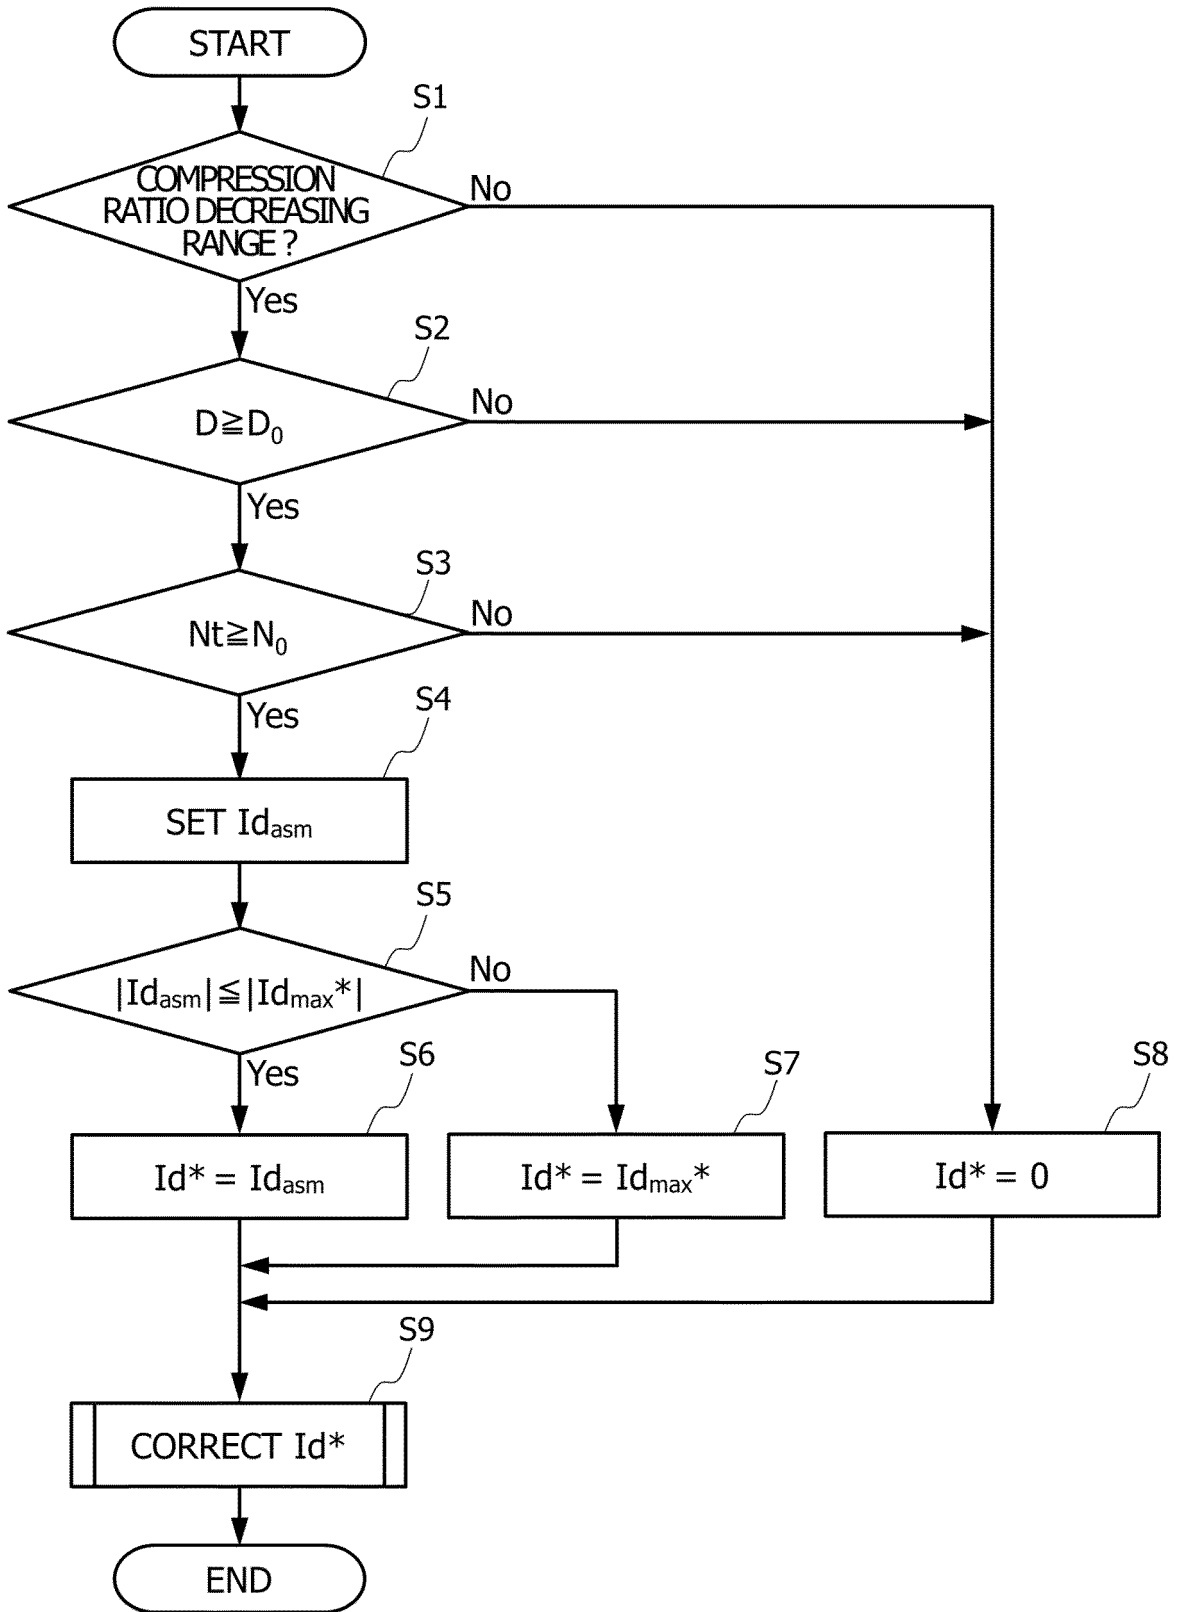 START
S1
COMPRESSION
RATIO DECREASING
RANGE ?
No
Yes
S2
D≧D₀
No
Yes
S3
Nt≧N₀
No
Yes
S4
SET Idasm
S5
|Idasm|≦|Idmax*|
No
Yes
S6
Id* = Idasm
S7
Id* = Idmax*
S8
Id* = 0
S9
CORRECT Id*
END